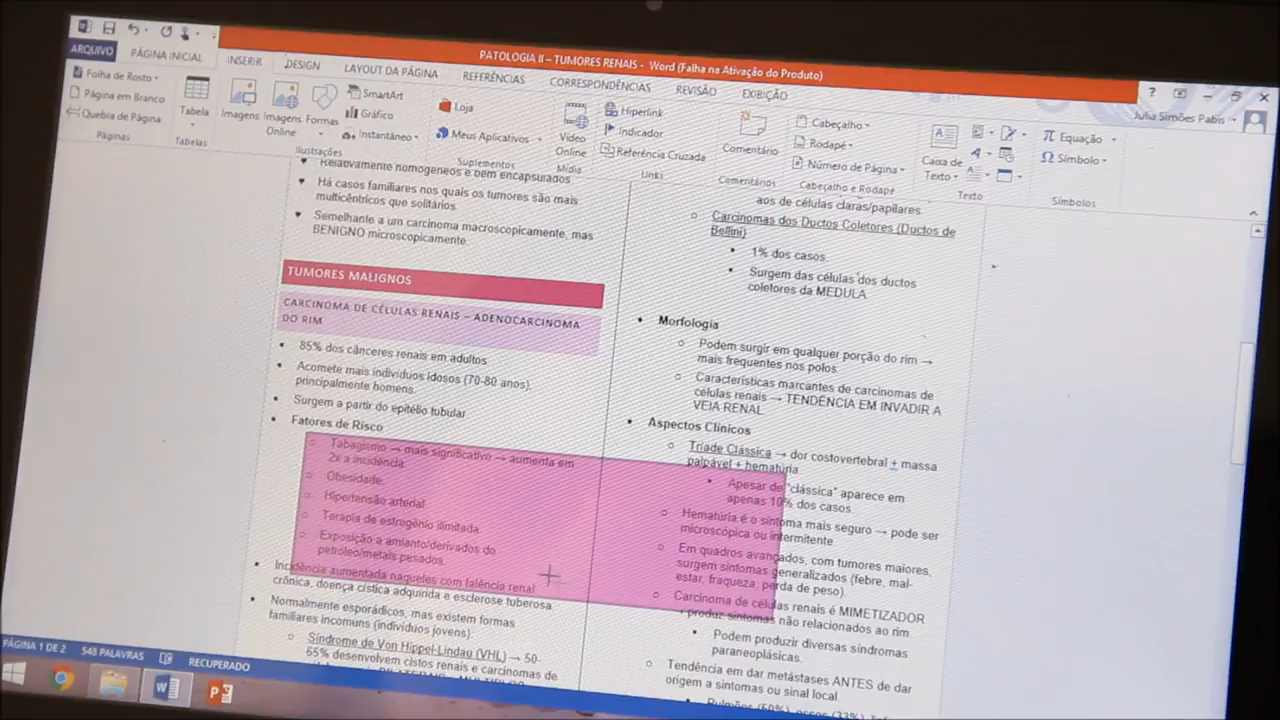 PATOLOGIA II – TUMORES RENAIS - Word (Falha na Ativação do Produto)
ARQUIVO
PÁGINA INICIAL
INSERIR
DESIGN
LAYOUT DA PÁGINA
REFERÊNCIAS
CORRESPONDÊNCIAS
REVISÃO
EXIBIÇÃO
Julia Simões Pabis
Folha de Rosto
Página em Branco
Quebra de Página
Páginas
Tabela
Tabelas
Imagens
Imagens Online
Formas
SmartArt
Gráfico
Instantâneo
Ilustrações
Loja
Meus Aplicativos
Suplementos
Vídeo Online
Mídia
Hiperlink
Indicador
Referência Cruzada
Links
Comentário
Comentários
Cabeçalho
Rodapé
Número de Página
Cabeçalho e Rodapé
Caixa de Texto
Texto
Equação
Símbolo
Símbolos
Relativamente homogêneos e bem encapsurados
Há casos familiares nos quais os tumores são mais
multicêntricos que solitários.
Semelhante a um carcinoma macroscopicamente, mas
BENIGNO microscopicamente
TUMORES MALIGNOS
CARCINOMA DE CÉLULAS RENAIS – ADENOCARCINOMA
DO RIM
85% dos cânceres renais em adultos
Acomete mais indivíduos idosos (70-80 anos),
principalmente homens.
Surgem a partir do epitélio tubular
Fatores de Risco
Tabagismo → mais significativo → aumenta em
2x a incidência
Obesidade.
Hipertensão arterial.
Terapia de estrogênio ilimitada.
Exposição a amianto/derivados do
petróleo/metais pesados.
Incidência aumentaria naqueles com falência renal
crônica, doença cística adquirida e esclerose tuberosa
Normalmente esporádicos, mas existem formas
familiares incomuns (indivíduos jovens):
Síndrome de Von Hippel-Lindau (VHL) → 50-
65% desenvolvem cistos renais e carcinomas de
aos de células claras/papilares.
Carcinomas dos Ductos Coletores (Ductos de
Bellini)
1% dos casos.
Surgem das células dos ductos
coletores da MEDULA
Morfologia
Podem surgir em qualquer porção do rim →
mais frequentes nos polos
Características marcantes de carcinomas de
células renais → TENDÊNCIA EM INVADIR A
VEIA RENAL
Aspectos Clínicos
Tríade Clássica → dor costovertebral + massa
palpável + hematúria
Apesar de "clássica" aparece em
apenas 10% dos casos.
Hematúria é o sintoma mais seguro → pode ser
microscópica ou intermitente
Em quadros avançados, com tumores maiores,
surgem sintomas generalizados (febre, mal-
estar, fraqueza, perda de peso).
Carcinoma de células renais é MIMETIZADOR
produz sintomas não relacionados ao rim
Podem produzir diversas síndromes
paraneoplásicas.
Tendência em dar metástases ANTES de dar
origem a sintomas ou sinal local.
Pulmões (50%), ossos (33%),
PÁGINA 1 DE 2
548 PALAVRAS
RECUPERADO